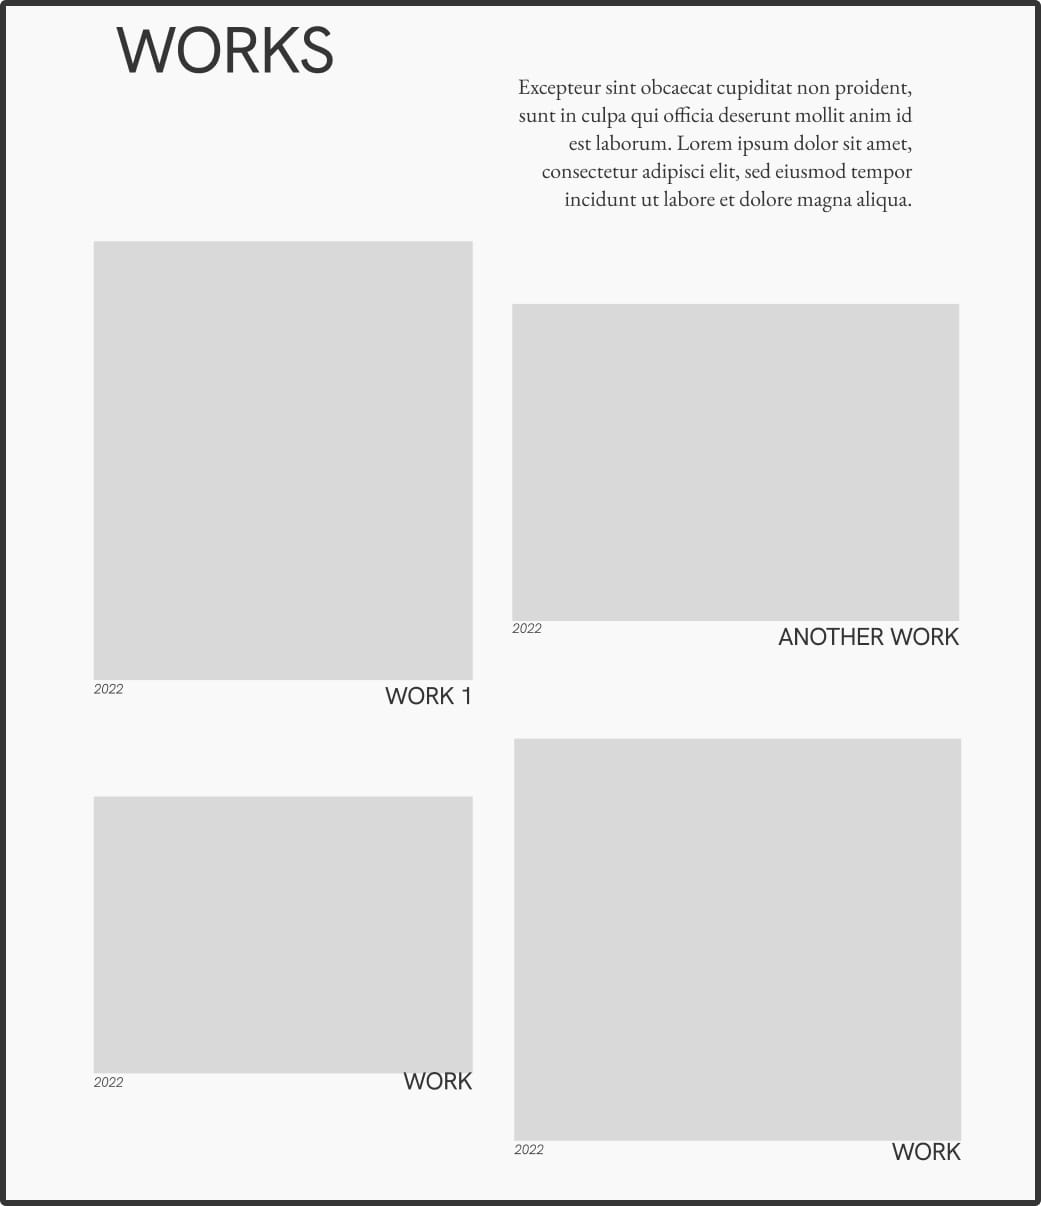 WORKS
Excepteur sint obcaecat cupiditat non proident,
sunt in culpa qui officia deserunt mollit anim id
est laborum. Lorem ipsum dolor sit amet,
consectetur adipisci elit, sed eiusmod tempor
incidunt ut labore et dolore magna aliqua.
2022
ANOTHER WORK
2022
WORK 1
2022
WORK
2022
WORK